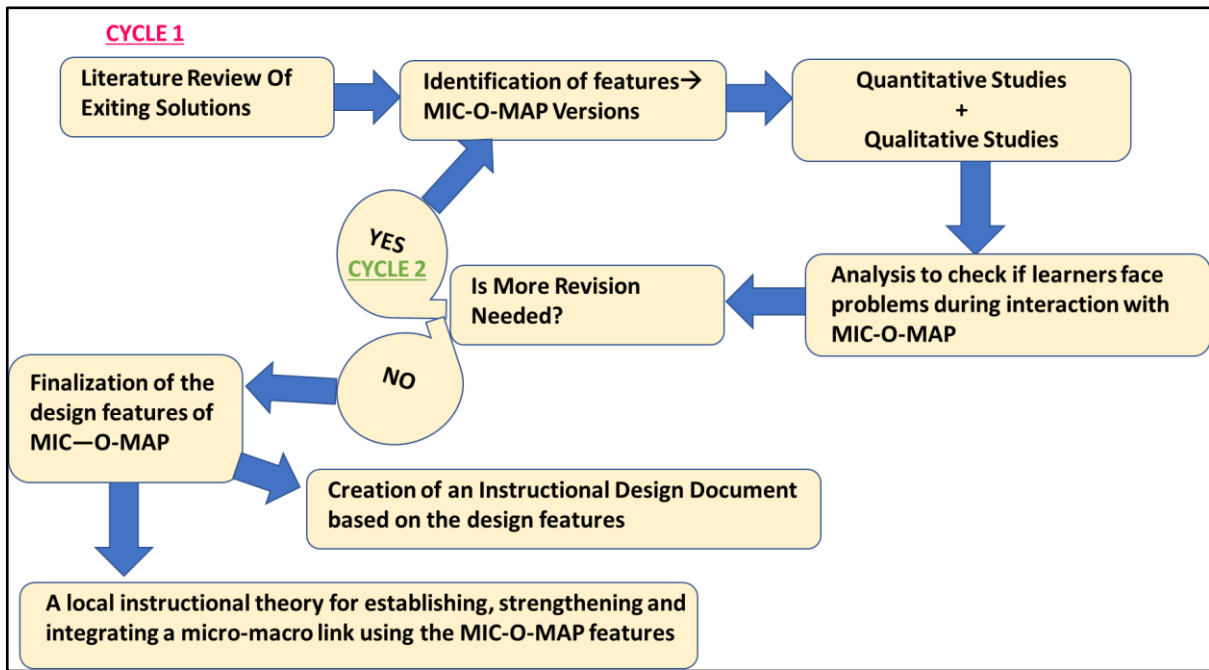 CYCLE 1
Literature Review Of
Exiting Solutions
Identification of features→
MIC-O-MAP Versions
Quantitative Studies
+
Qualitative Studies
Analysis to check if learners face
problems during interaction with
MIC-O-MAP
Is More Revision
Needed?
YES
CYCLE 2
NO
Finalization of the
design features of
MIC—O-MAP
Creation of an Instructional Design Document
based on the design features
A local instructional theory for establishing, strengthening and
integrating a micro-macro link using the MIC-O-MAP features